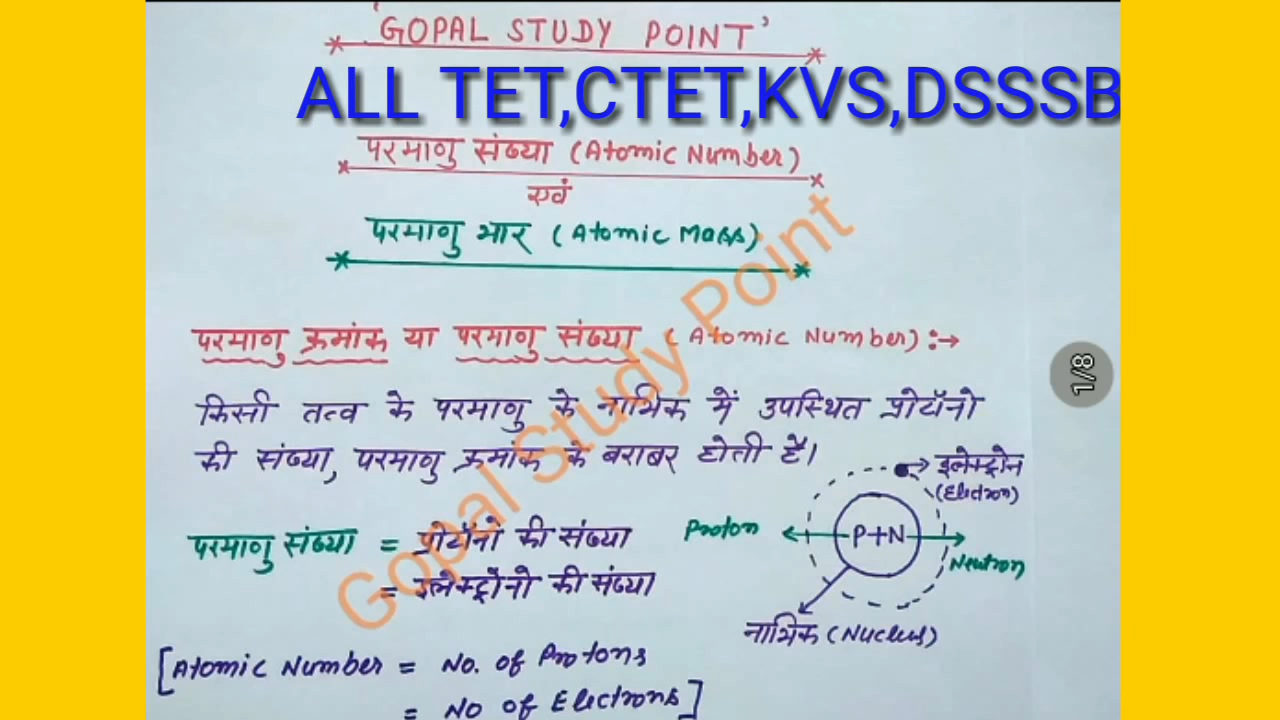 'GOPAL STUDY POINT'
ALL TET,CTET,KVS,DSSSB
परमाणु संख्या (Atomic Number)
एवं
परमाणु भार (Atomic Mass)
परमाणु क्रमांक या परमाणु संख्या (Atomic Number) :→
किसी तत्व के परमाणु के नाभिक में उपस्थित प्रोटॉनो
की संख्या, परमाणु क्रमांक के बराबर होती है।
इलेक्ट्रोन
(Electron)
Proton
P+N
Neutron
नाभिक (Nucleus)
परमाणु संख्या = प्रोटॉनो की संख्या
= इलेक्ट्रोनो की संख्या
[Atomic Number = No. of Protons
= No of Electrons]
Gopal Study Point
1/8